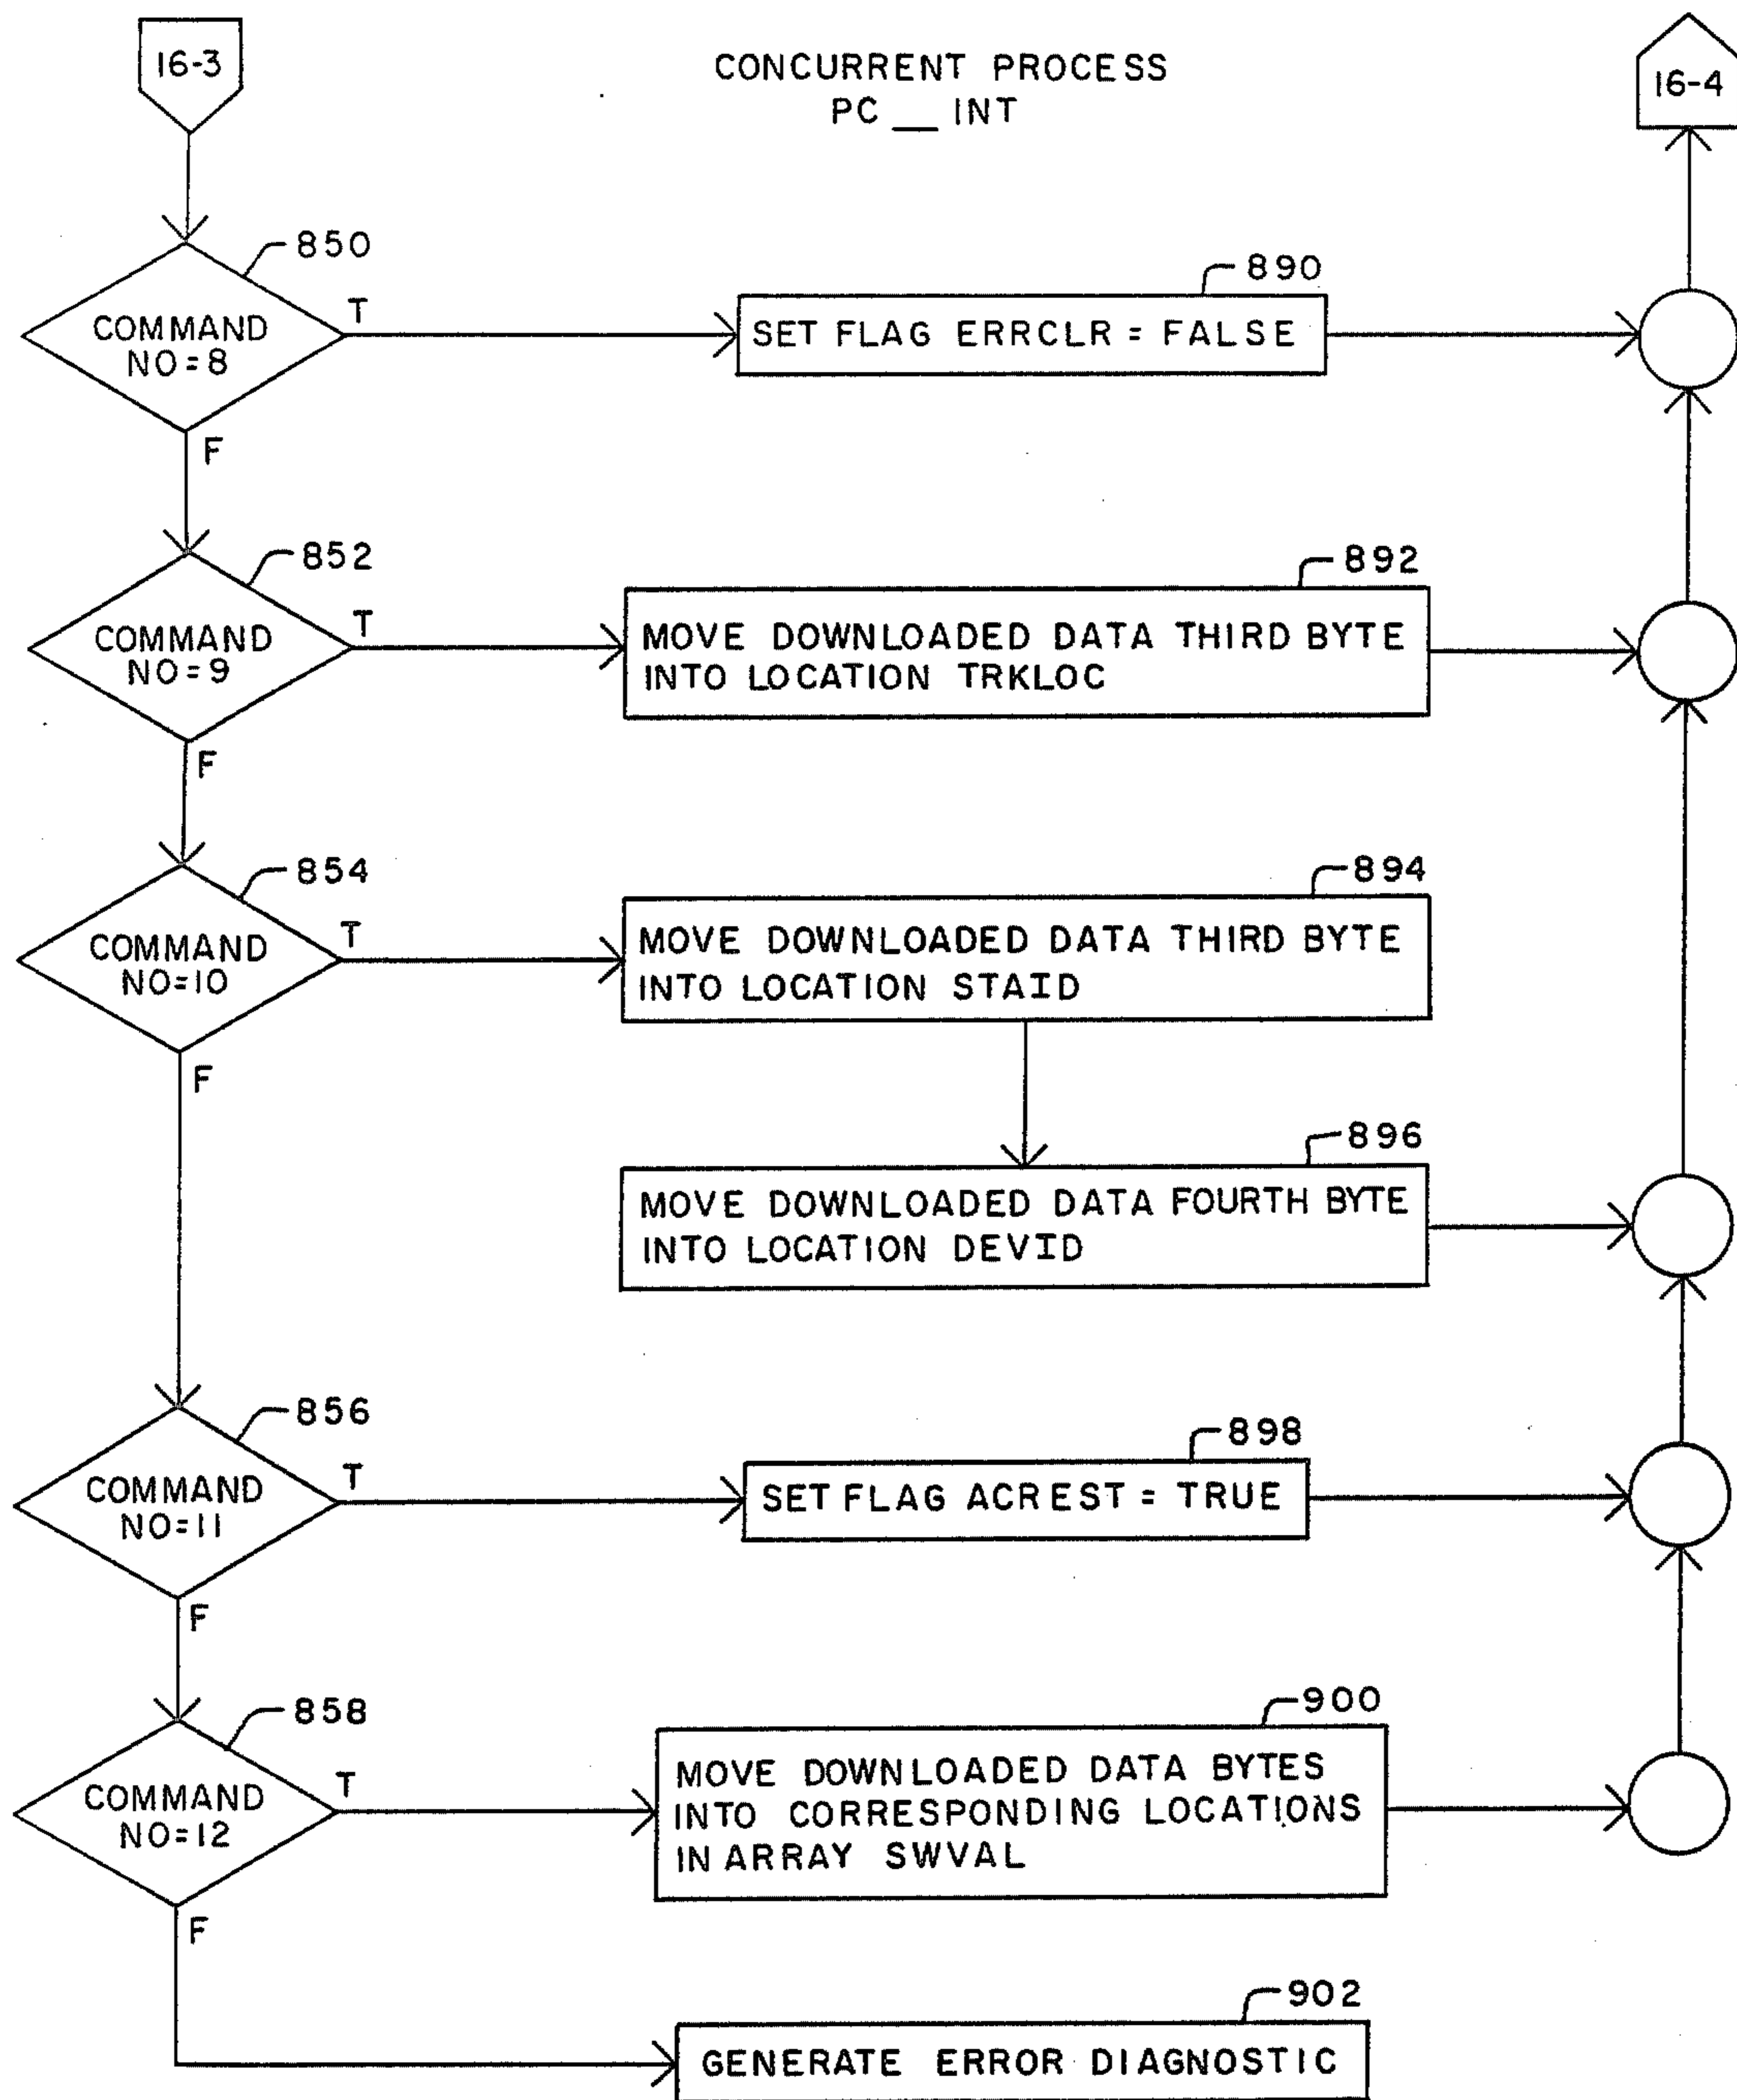 16-3
CONCURRENT PROCESS
PC __ INT
16-4
850
COMMAND
NO=8
T
F
890
SET FLAG ERRCLR = FALSE
852
COMMAND
NO=9
T
F
892
MOVE DOWNLOADED DATA THIRD BYTE
INTO LOCATION TRKLOC
854
COMMAND
NO=10
T
F
894
MOVE DOWNLOADED DATA THIRD BYTE
INTO LOCATION STAID
896
MOVE DOWNLOADED DATA FOURTH BYTE
INTO LOCATION DEVID
856
COMMAND
NO=11
T
F
898
SET FLAG ACREST = TRUE
858
COMMAND
NO=12
T
F
900
MOVE DOWNLOADED DATA BYTES
INTO CORRESPONDING LOCATIONS
IN ARRAY SWVAL
902
GENERATE ERROR DIAGNOSTIC